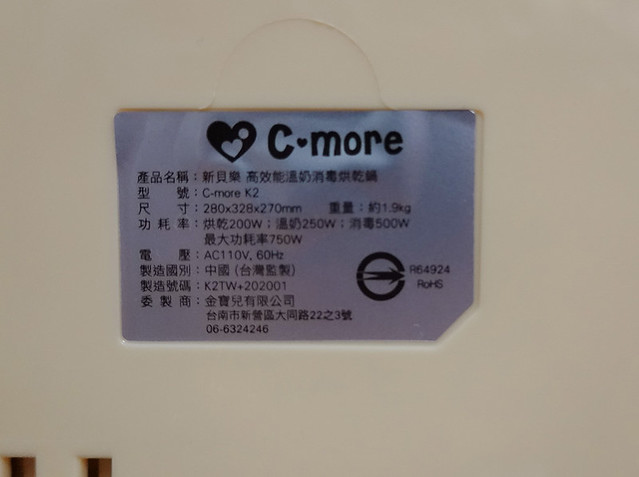 C♥more
產品名稱：新貝樂 高效能溫奶消毒烘乾鍋
型 號：C-more K2
尺 寸：280x328x270mm 重量：約1.9kg
功 耗 率：烘乾200W；溫奶250W；消毒500W
最大功耗率750W
電 壓：AC110V, 60Hz
製造國別：中國 (台灣監製)
製造號碼：K2TW+202001
委 製 商：金寶兒有限公司
台南市新營區大同路22之3號
06-6324246
R64924
RoHS